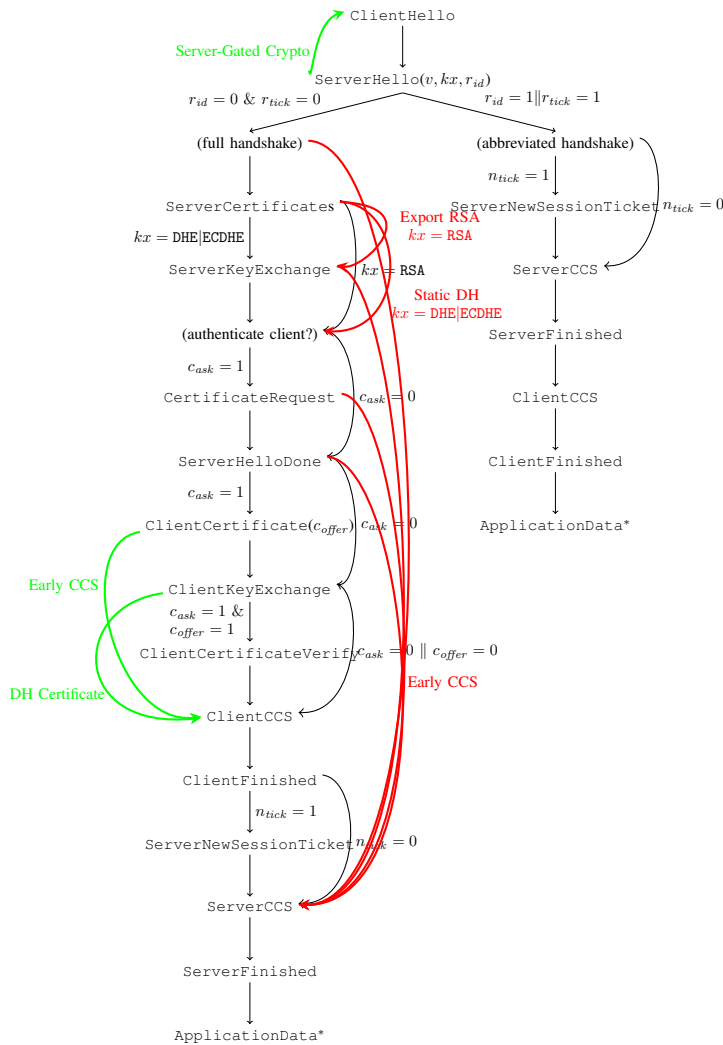 ClientHello
Server-Gated Crypto
ServerHello(v, kx, r_id)
r_id = 0 & r_tick = 0
r_id = 1||r_tick = 1
(full handshake)
(abbreviated handshake)
n_tick = 1
ServerCertificates
ServerNewSessionTicket
n_tick = 0
Export RSA
kx = RSA
kx = DHE|ECDHE
ServerKeyExchange
kx = RSA
ServerCCS
Static DH
kx = DHE|ECDHE
(authenticate client?)
ServerFinished
c_ask = 1
CertificateRequest
c_ask = 0
ClientCCS
ServerHelloDone
ClientFinished
c_ask = 1
ClientCertificate(c_offer)
c_ask = 0
ApplicationData*
Early CCS
ClientKeyExchange
c_ask = 1 &
c_offer = 1
ClientCertificateVerify
c_ask = 0 || c_offer = 0
Early CCS
DH Certificate
ClientCCS
ClientFinished
n_tick = 1
ServerNewSessionTicket
n_tick = 0
ServerCCS
ServerFinished
ApplicationData*